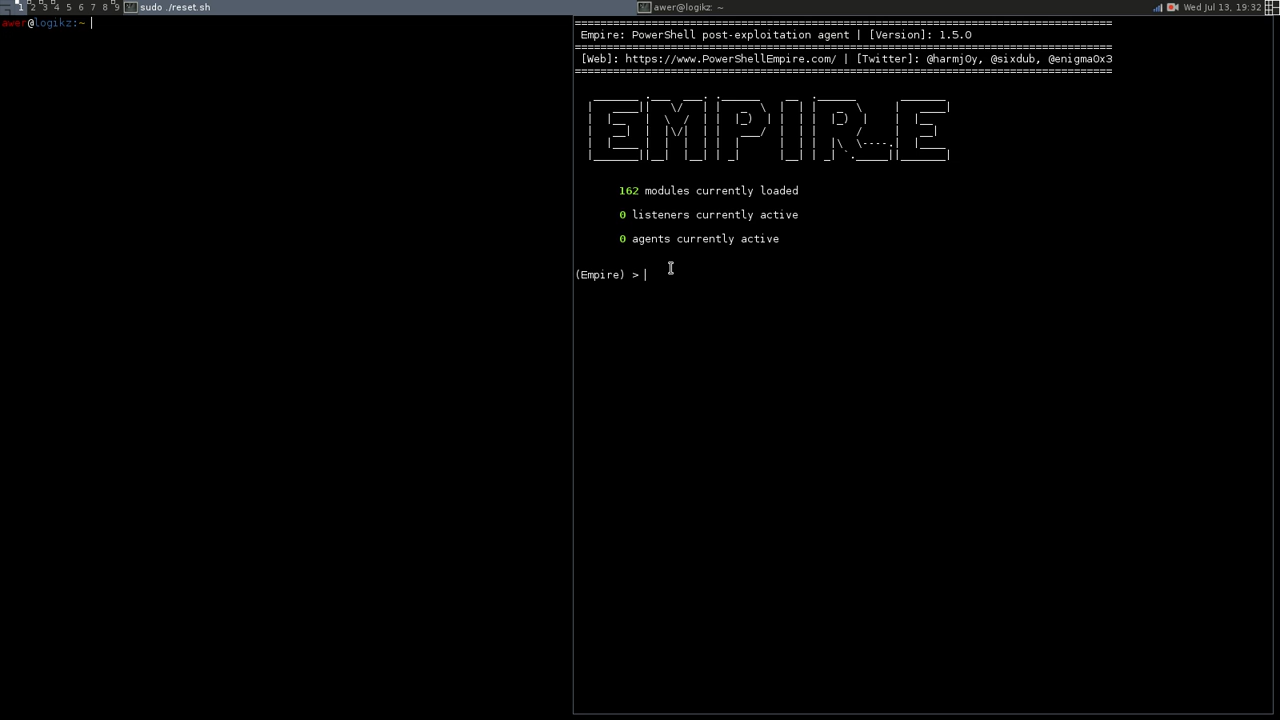 1 2 3 4 5 6 7 8 9 sudo ./reset.sh awer@logikz: ~ Wed Jul 13, 19:32
awer@logikz:~
================================================================================
Empire: PowerShell post-exploitation agent | [Version]: 1.5.0
================================================================================
[Web]: https://www.PowerShellEmpire.com/ | [Twitter]: @harmj0y, @sixdub, @enigma0x3
================================================================================
EMPIRE
162 modules currently loaded
0 listeners currently active
0 agents currently active
(Empire) >